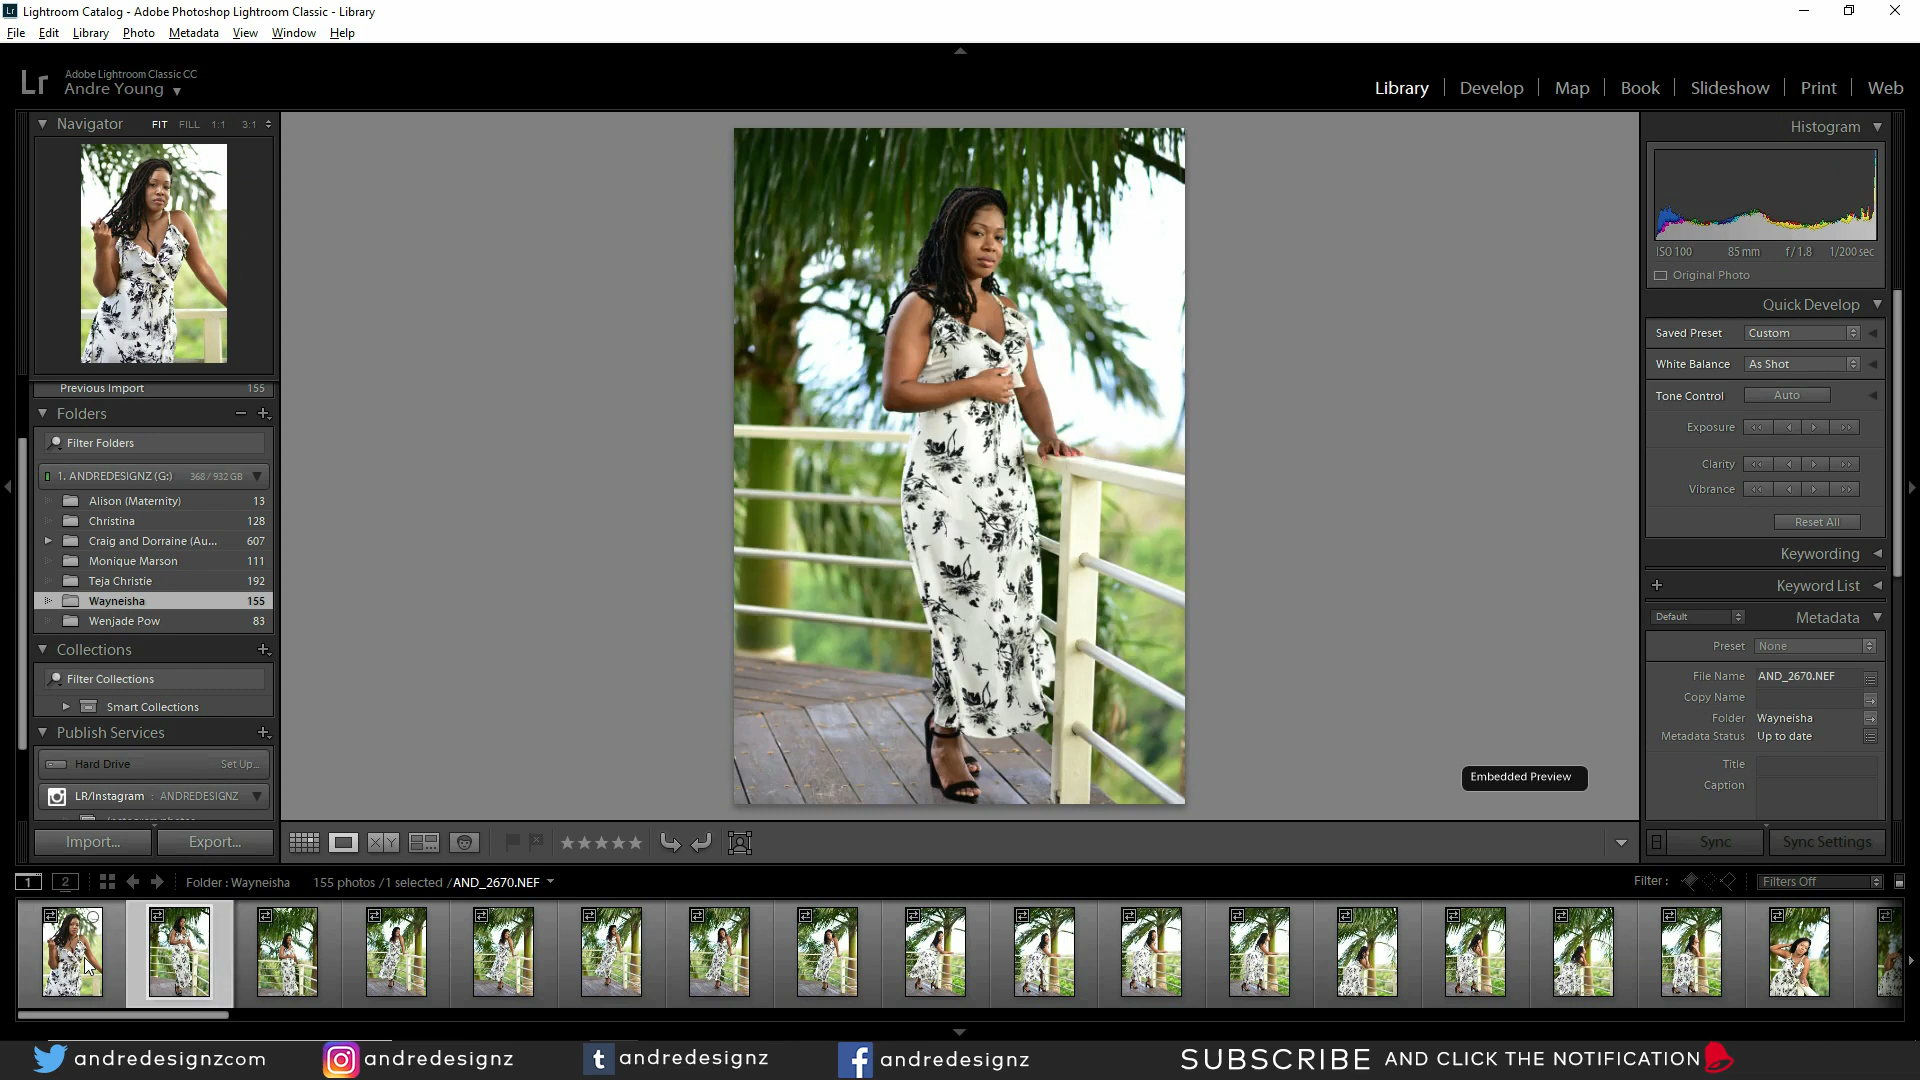 Lr Lightroom Catalog - Adobe Photoshop Lightroom Classic - Library
File Edit Library Photo Metadata View Window Help
Lr Adobe Lightroom Classic CC
Andre Young
Library Develop Map Book Slideshow Print Web
Navigator FIT FILL 1:1 3:1
Previous Import 155
Folders
Filter Folders
1. ANDREDESIGNZ (G:) 368 / 932 GB
Alison (Maternity) 13
Christina 128
Craig and Dorraine (Au... 607
Monique Marson 111
Teja Christie 192
Wayneisha 155
Wenjade Pow 83
Collections
Filter Collections
Smart Collections
Publish Services
Hard Drive Set Up...
LR/Instagram : ANDREDESIGNZ
Import... Export...
Embedded Preview
XY
Histogram
ISO 100 85 mm f / 1.8 1/200 sec
Original Photo
Quick Develop
Saved Preset Custom
White Balance As Shot
Tone Control Auto
Exposure
Clarity
Vibrance
Reset All
Keywording
Keyword List
Default Metadata
Preset None
File Name AND_2670.NEF
Copy Name
Folder Wayneisha
Metadata Status Up to date
Title
Caption
Sync Sync Settings
1 2 Folder : Wayneisha 155 photos / 1 selected / AND_2670.NEF Filter : Filters Off
andredesignzcom andredesignz andredesignz andredesignz SUBSCRIBE AND CLICK THE NOTIFICATION